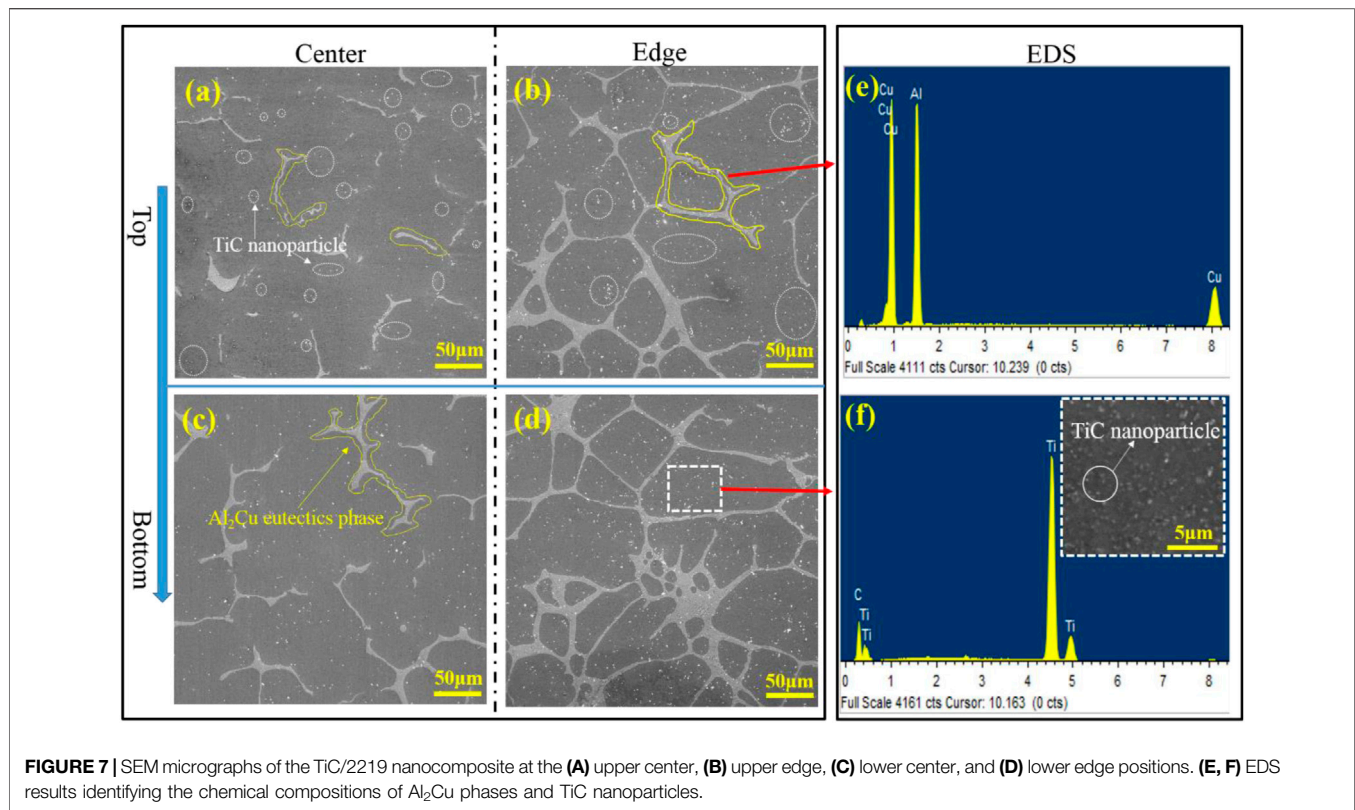 Center
Edge
EDS
Top
Bottom
(a)
TiC nanoparticle
50µm
(b)
50µm
(e)
Cu
Cu
Cu
Al
Cu
0 1 2 3 4 5 6 7 8
Full Scale 4111 cts Cursor: 10.239 (0 cts)
(c)
Al₂Cu eutectics phase
50µm
(d)
50µm
(f)
TiC nanoparticle
5µm
C
Ti
Ti
Ti
Ti
0 1 2 3 4 5 6 7 8
Full Scale 4161 cts Cursor: 10.163 (0 cts)
FIGURE 7 | SEM micrographs of the TiC/2219 nanocomposite at the (A) upper center, (B) upper edge, (C) lower center, and (D) lower edge positions. (E, F) EDS
results identifying the chemical compositions of Al₂Cu phases and TiC nanoparticles.